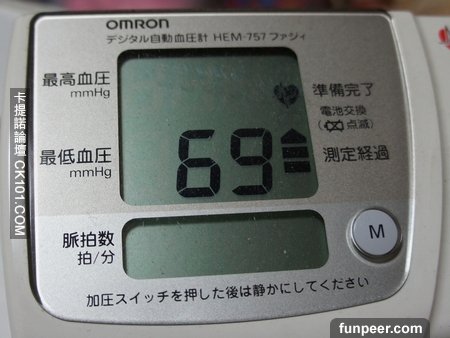 OMRON
デジタル自動血圧計 HEM-757 ファジィ
最高血圧
mmHg
準備完了
電池交換
(点滅)
最低血圧
mmHg
69
測定経過
脈拍数
拍/分
M
加圧スイッチを押した後は静かにしてください
卡提諾論壇 CK101.COM
funpeer.com